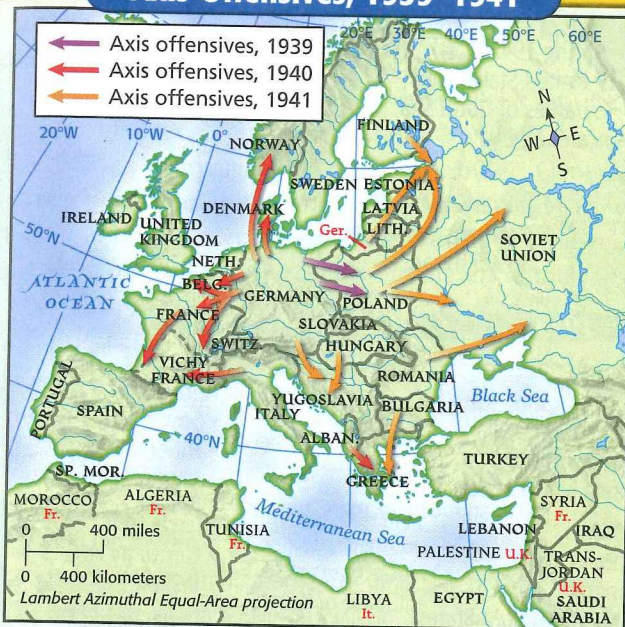 Axis Offensives, 1939–1941
Axis offensives, 1939
Axis offensives, 1940
Axis offensives, 1941
20°E
30°E
40°E
50°E
60°E
20°W
10°W
0°
N
W
E
S
FINLAND
NORWAY
SWEDEN
ESTONIA
DENMARK
LATVIA
LITH.
Ger.
IRELAND
UNITED
KINGDOM
50°N
NETH.
BELG.
SOVIET
UNION
ATLANTIC
OCEAN
GERMANY
POLAND
FRANCE
SLOVAKIA
SWITZ.
HUNGARY
VICHY
FRANCE
ROMANIA
PORTUGAL
SPAIN
YUGOSLAVIA
ITALY
BULGARIA
Black Sea
40°N
ALBAN.
TURKEY
GREECE
SP. MOR.
MOROCCO
Fr.
ALGERIA
Fr.
TUNISIA
Fr.
Mediterranean Sea
SYRIA
Fr.
LEBANON
IRAQ
PALESTINE U.K.
TRANS-
JORDAN
U.K.
SAUDI
ARABIA
EGYPT
LIBYA
It.
0
400 miles
0
400 kilometers
Lambert Azimuthal Equal-Area projection